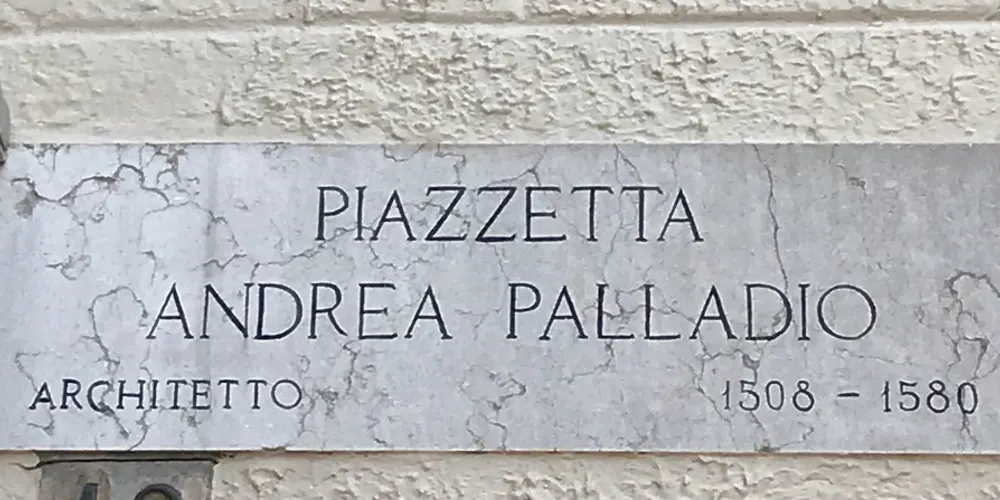 PIAZZETTA
ANDREA PALLADIO
ARCHITETTO 1508 - 1580